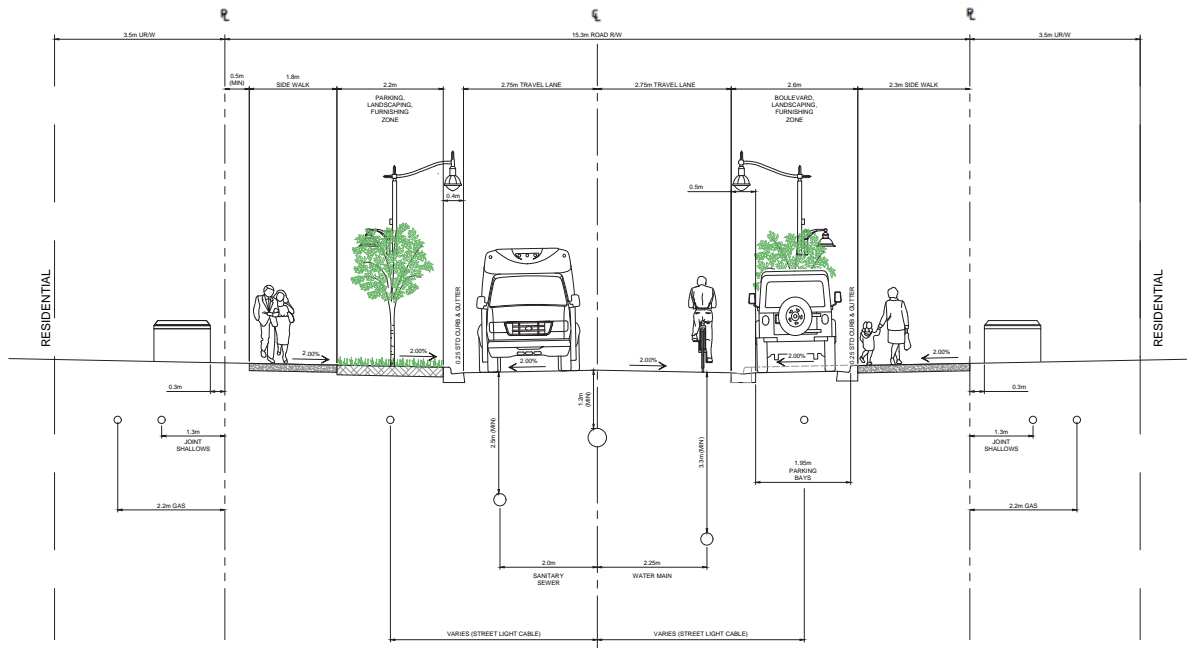 PL
CL
PL
3.5m UR/W
15.3m ROAD R/W
3.5m UR/W
0.5m
(MIN)
1.8m
SIDE WALK
2.2m
PARKING,
LANDSCAPING,
FURNISHING
ZONE
2.75m TRAVEL LANE
2.75m TRAVEL LANE
2.6m
BOULEVARD,
LANDSCAPING,
FURNISHING
ZONE
2.3m SIDE WALK
0.4m
0.5m
RESIDENTIAL
0.25 STD CURB & GUTTER
0.25 STD CURB & GUTTER
RESIDENTIAL
2.00%
2.00%
2.00%
2.00%
2.00%
2.00%
0.3m
0.3m
1.2m
(MIN)
2.5m (MIN)
3.3m (MIN)
1.3m
JOINT
SHALLOWS
1.95m
PARKING
BAYS
1.3m
JOINT
SHALLOWS
2.2m GAS
2.2m GAS
2.0m
SANITARY
SEWER
2.25m
WATER MAIN
VARIES (STREET LIGHT CABLE)
VARIES (STREET LIGHT CABLE)